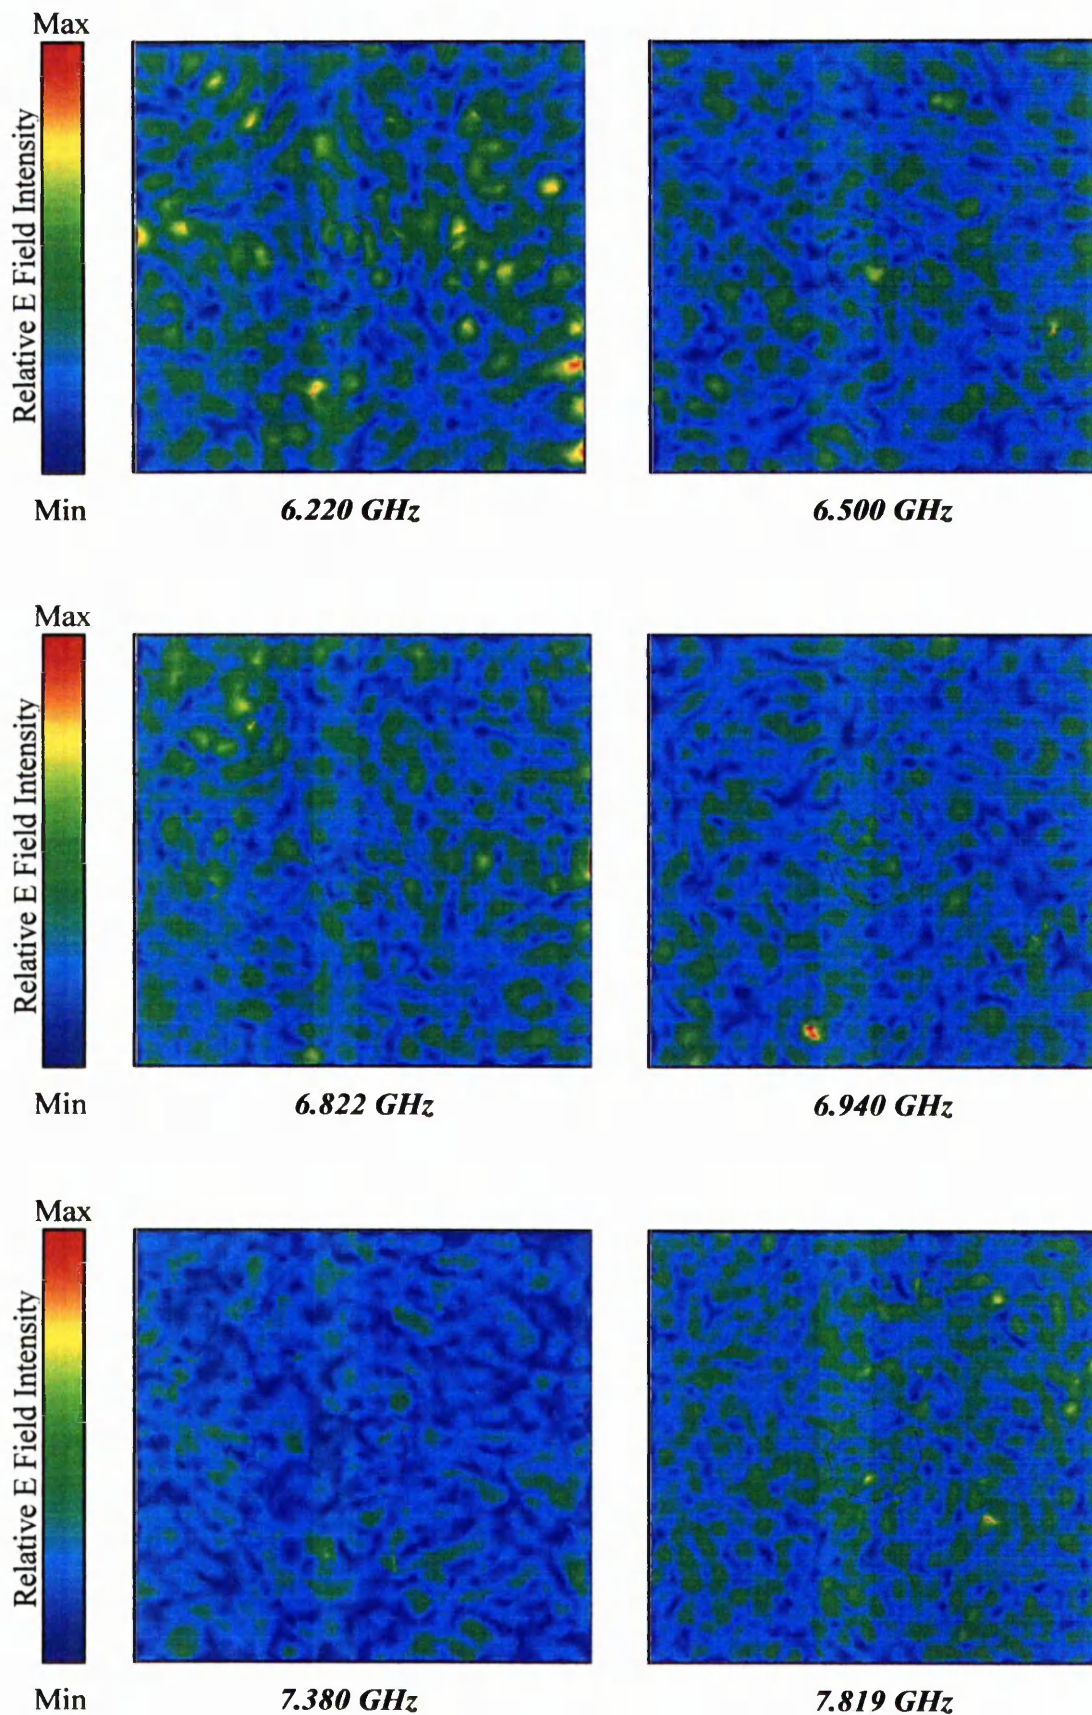 Max
Relative E Field Intensity
Min
6.220 GHz
6.500 GHz
Max
Relative E Field Intensity
Min
6.822 GHz
6.940 GHz
Max
Relative E Field Intensity
Min
7.380 GHz
7.819 GHz